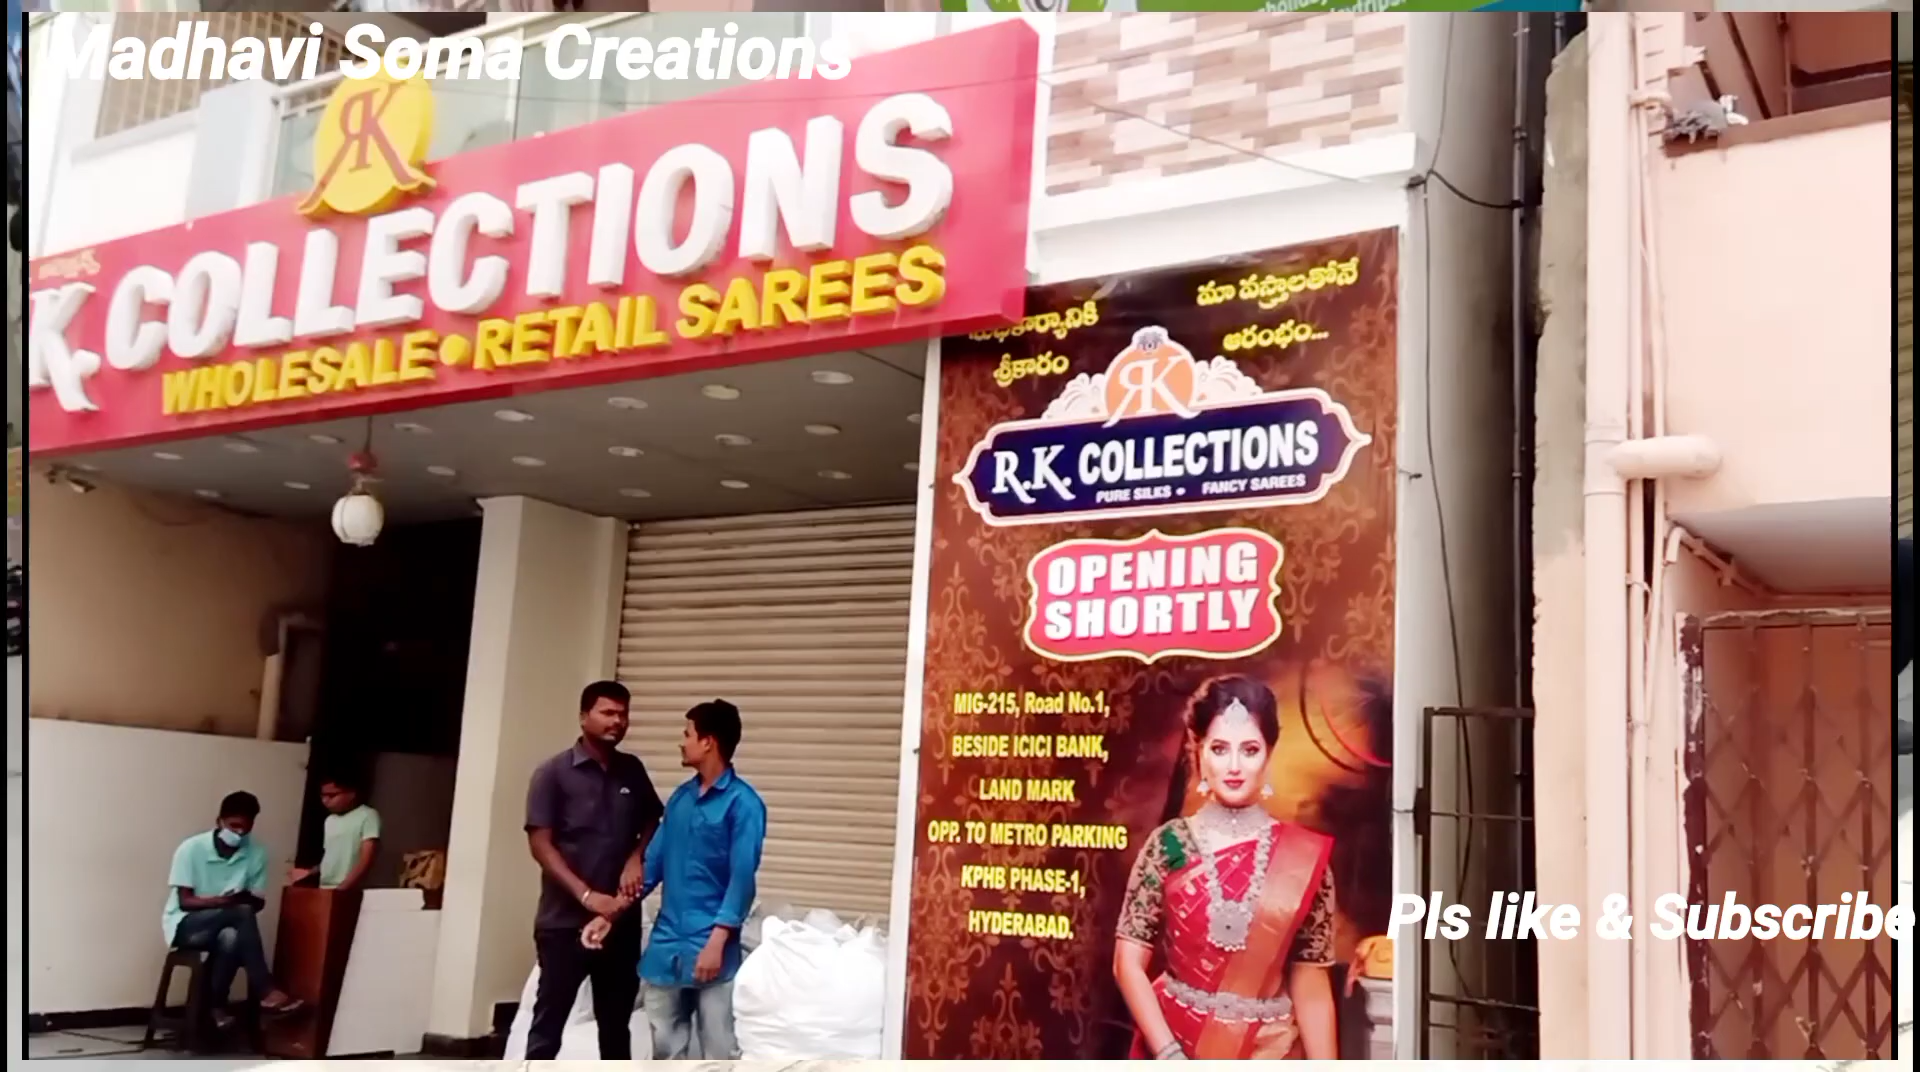 Madhavi Soma Creations
RK
K. COLLECTIONS
WHOLESALE • RETAIL SAREES
మా వస్త్రాలతోనే
శ్రీకారం
ఆరంభం...
RK
R.K. COLLECTIONS
PURE SILKS • FANCY SAREES
OPENING
SHORTLY
MIG-215, Road No.1,
BESIDE ICICI BANK,
LAND MARK
OPP. TO METRO PARKING
KPHB PHASE-1,
HYDERABAD.
Pls like & Subscribe